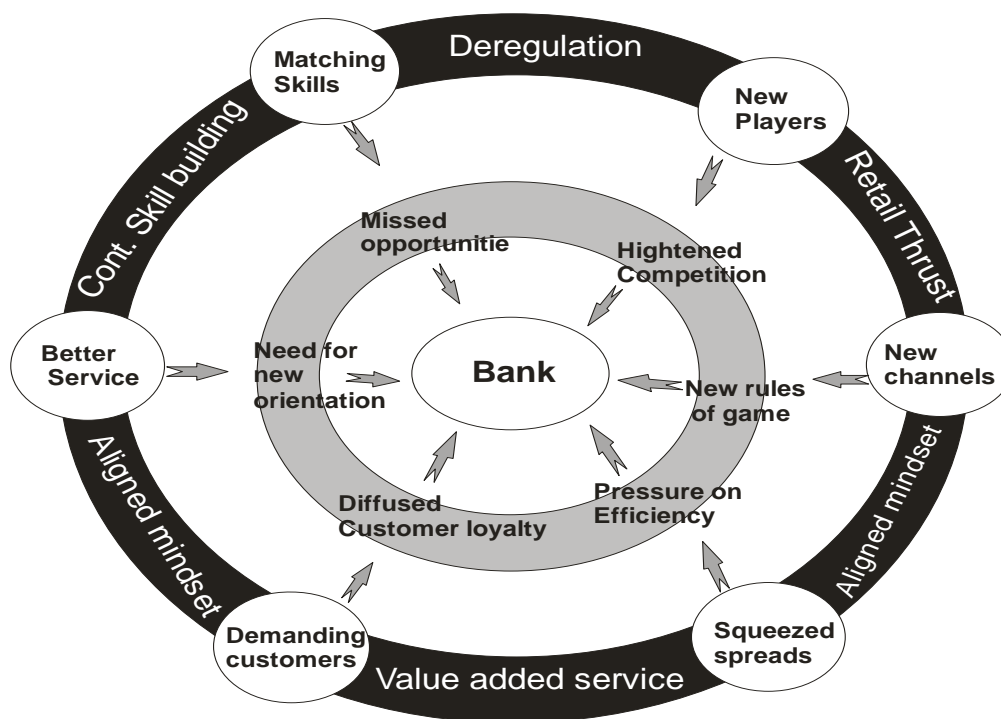 Deregulation
Matching
Skills
New
Players
Cont. Skill building
Retail Thrust
Missed
opportunitie
Hightened
Competition
Better
Service
Need for
new
orientation
Bank
New rules
of game
New
channels
Diffused
Customer loyalty
Pressure on
Efficiency
Aligned mindset
Aligned mindset
Demanding
customers
Squeezed
spreads
Value added service